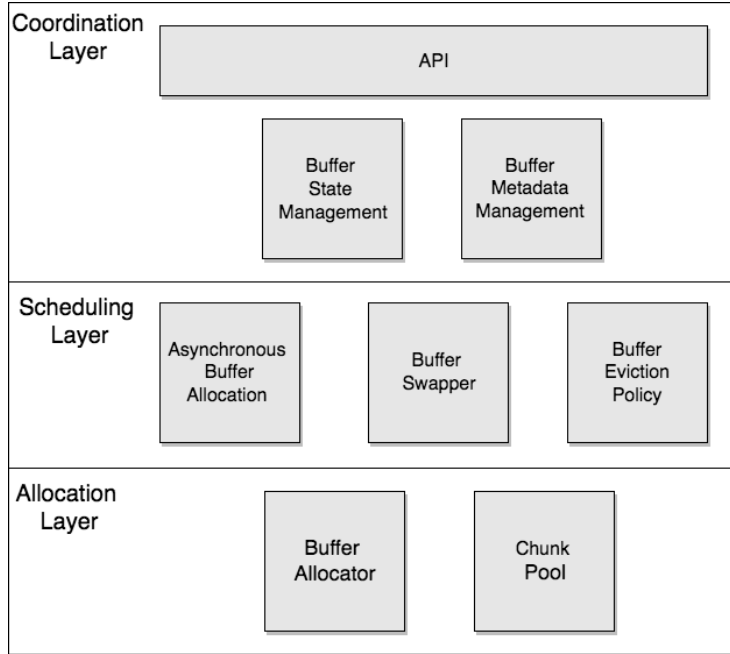 Coordination
Layer
API
Buffer
State
Management
Buffer
Metadata
Management
Scheduling
Layer
Asynchronous
Buffer
Allocation
Buffer
Swapper
Buffer
Eviction
Policy
Allocation
Layer
Buffer
Allocator
Chunk
Pool